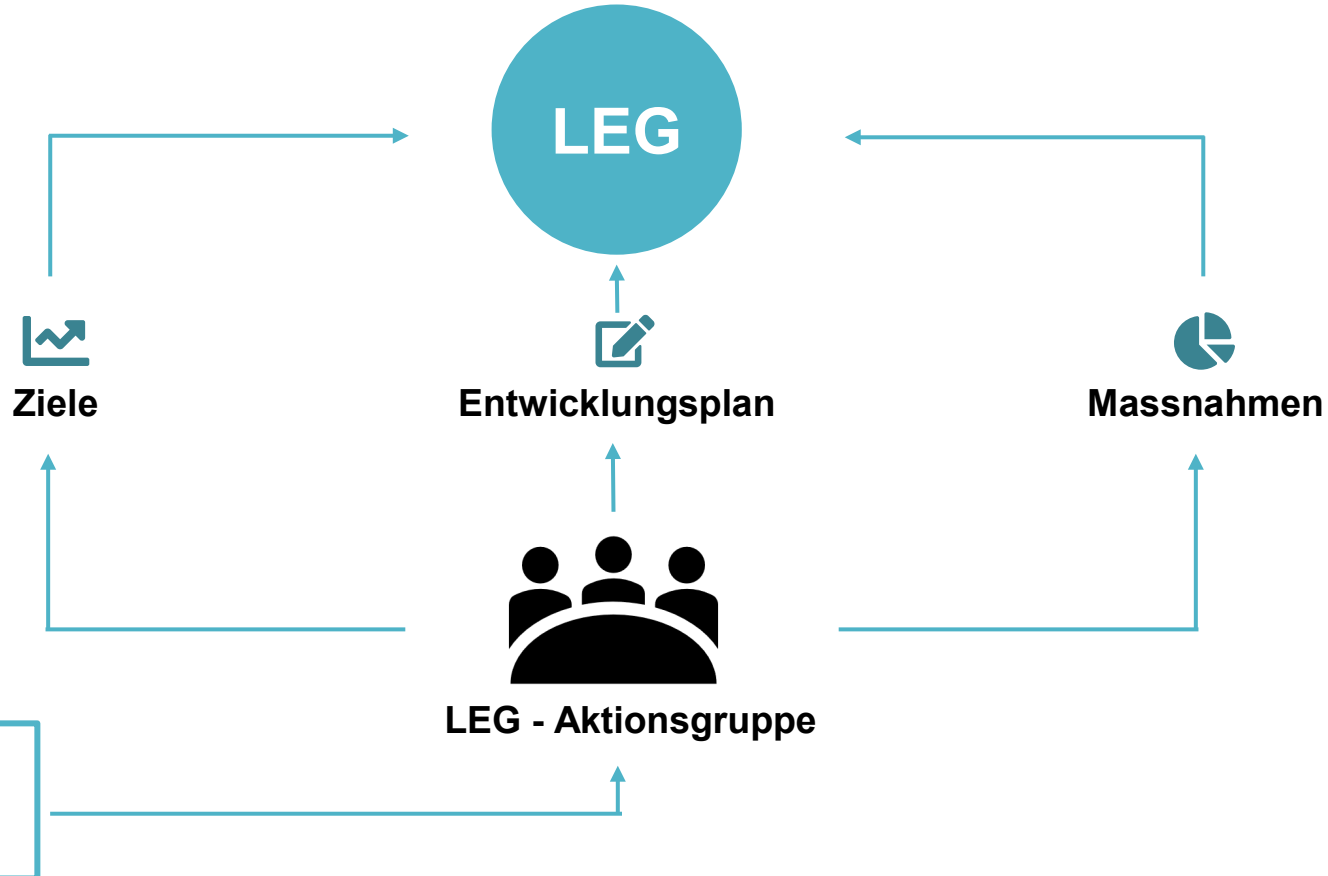 LEG
Ziele
Entwicklungsplan
Massnahmen
LEG - Aktionsgruppe